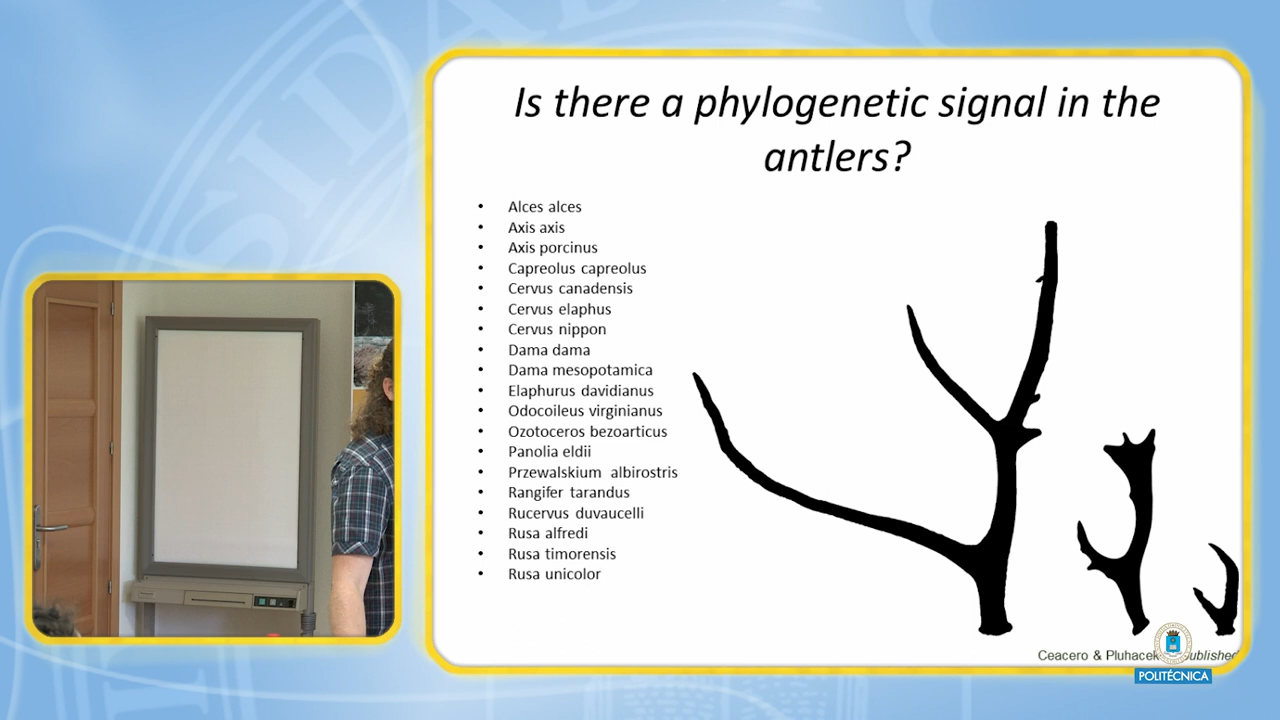 Is there a phylogenetic signal in the
antlers?
• Alces alces
• Axis axis
• Axis porcinus
• Capreolus capreolus
• Cervus canadensis
• Cervus elaphus
• Cervus nippon
• Dama dama
• Dama mesopotamica
• Elaphurus davidianus
• Odocoileus virginianus
• Ozotoceros bezoarticus
• Panolia eldii
• Przewalskium albirostris
• Rangifer tarandus
• Rucervus duvaucelli
• Rusa alfredi
• Rusa timorensis
• Rusa unicolor
Ceacero & Pluhacek
POLITÉCNICA